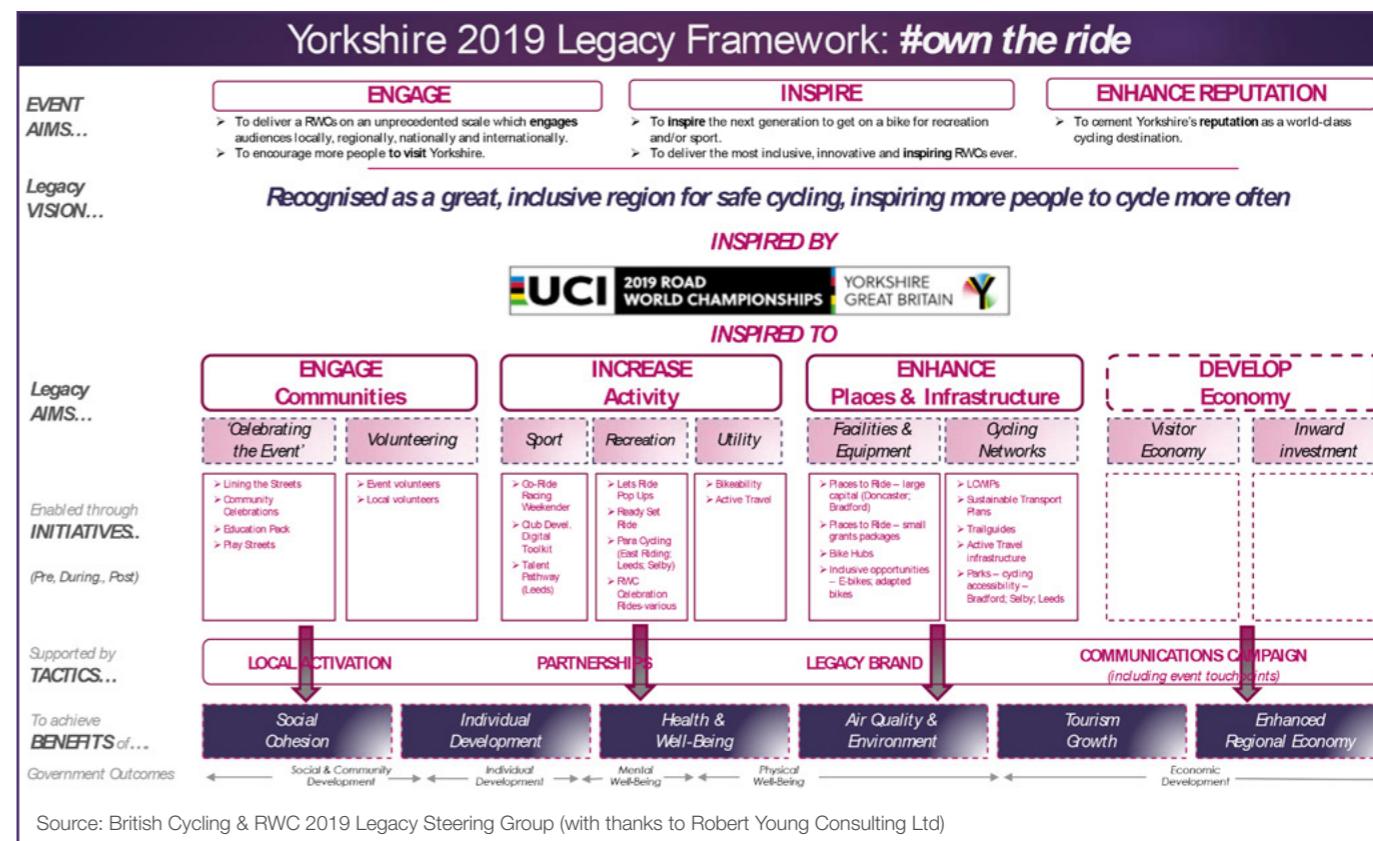 Yorkshire 2019 Legacy Framework: #own the ride
EVENT
AIMS...
ENGAGE
➢ To deliver a RWCs on an unprecedented scale which engages
audiences locally, regionally, nationally and internationally.
➢ To encourage more people to visit Yorkshire.
INSPIRE
➢ To inspire the next generation to get on a bike for recreation
and/or sport.
➢ To deliver the most inclusive, innovative and inspiring RWCs ever.
ENHANCE REPUTATION
➢ To cement Yorkshire's reputation as a world-class
cycling destination.
Legacy
VISION...
Recognised as a great, inclusive region for safe cycling, inspiring more people to cycle more often
INSPIRED BY
UCI
2019 ROAD
WORLD CHAMPIONSHIPS
YORKSHIRE
GREAT BRITAIN
INSPIRED TO
Legacy
AIMS...
ENGAGE
Communities
INCREASE
Activity
ENHANCE
Places & Infrastructure
DEVELOP
Economy
'Celebrating
the Event'
Volunteering
Sport
Recreation
Utility
Facilities &
Equipment
Cycling
Networks
Visitor
Economy
Inward
investment
Enabled through
INITIATIVES..
(Pre, During., Post)
➢ Lining the Streets
➢ Community
Celebrations
➢ Education Pack
➢ Play Streets
➢ Event volunteers
➢ Local volunteers
➢ Go-Ride
Racing
Weekender
➢ Club Devel.
Digital
Toolkit
➢ Talent
Pathway
(Leeds)
➢ Lets Ride
Pop Ups
➢ Ready Set
Ride
➢ Para Cycling
(East Riding;
Leeds; Selby)
➢ RWC
Celebration
Rides-various
➢ Bikeability
➢ Active Travel
➢ Places to Ride – large
capital (Doncaster;
Bradford)
➢ Places to Ride – small
grants packages
➢ Bike Hubs
➢ Inclusive opportunities
– E-bikes; adapted
bikes
➢ LCWIPs
➢ Sustainable Transport
Plans
➢ Trailguides
➢ Active Travel
infrastructure
➢ Parks – cycling
accessibility –
Bradford; Selby; Leeds
Supported by
TACTICS...
LOCAL ACTIVATION
PARTNERSHIPS
LEGACY BRAND
COMMUNICATIONS CAMPAIGN
(including event touchpoints)
To achieve
BENEFITS of....
Social
Cohesion
Individual
Development
Health &
Well-Being
Air Quality &
Environment
Tourism
Growth
Enhanced
Regional Economy
Government Outcomes
Social & Community
Development
Individual
Development
Mental
Well-Being
Physical
Well-Being
Economic
Development
Source: British Cycling & RWC 2019 Legacy Steering Group (with thanks to Robert Young Consulting Ltd)